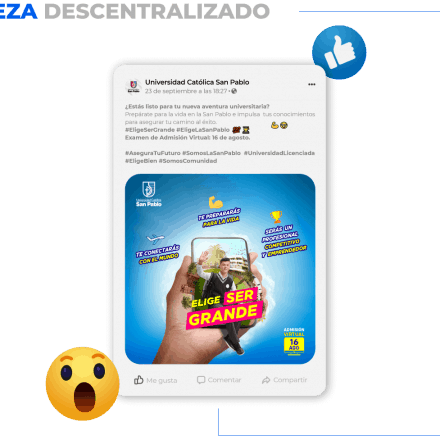 EZA DESCENTRALIZADO
Universidad Católica San Pablo
23 de septiembre a las 18:27
¿Estás listo para tu nueva aventura universitaria?
Prepárate para la vida en la San Pablo e impulsa. tus conocimientos
para asegurar tu camino al éxito.
#EligeSerGrande #EligeLaSanPablo
Examen de Admisión Virtual: 16 de agosto.
#AseguraTuFuturo #SomosLaSanPablo #UniversidadLicenciada
#EligeBien #SomosComunidad
San Pablo
TE PREPARARÁS
PARA LA VIDA
TE CONECTARÁS
CON EL MUNDO
SERÁS UN
PROFESIONAL
COMPETITIVO
Y EMPRENDEDOR
ELIGE SER
GRANDE
ADMISIÓN
VIRTUAL
16
AGO
Me gusta
Comentar
Compartir